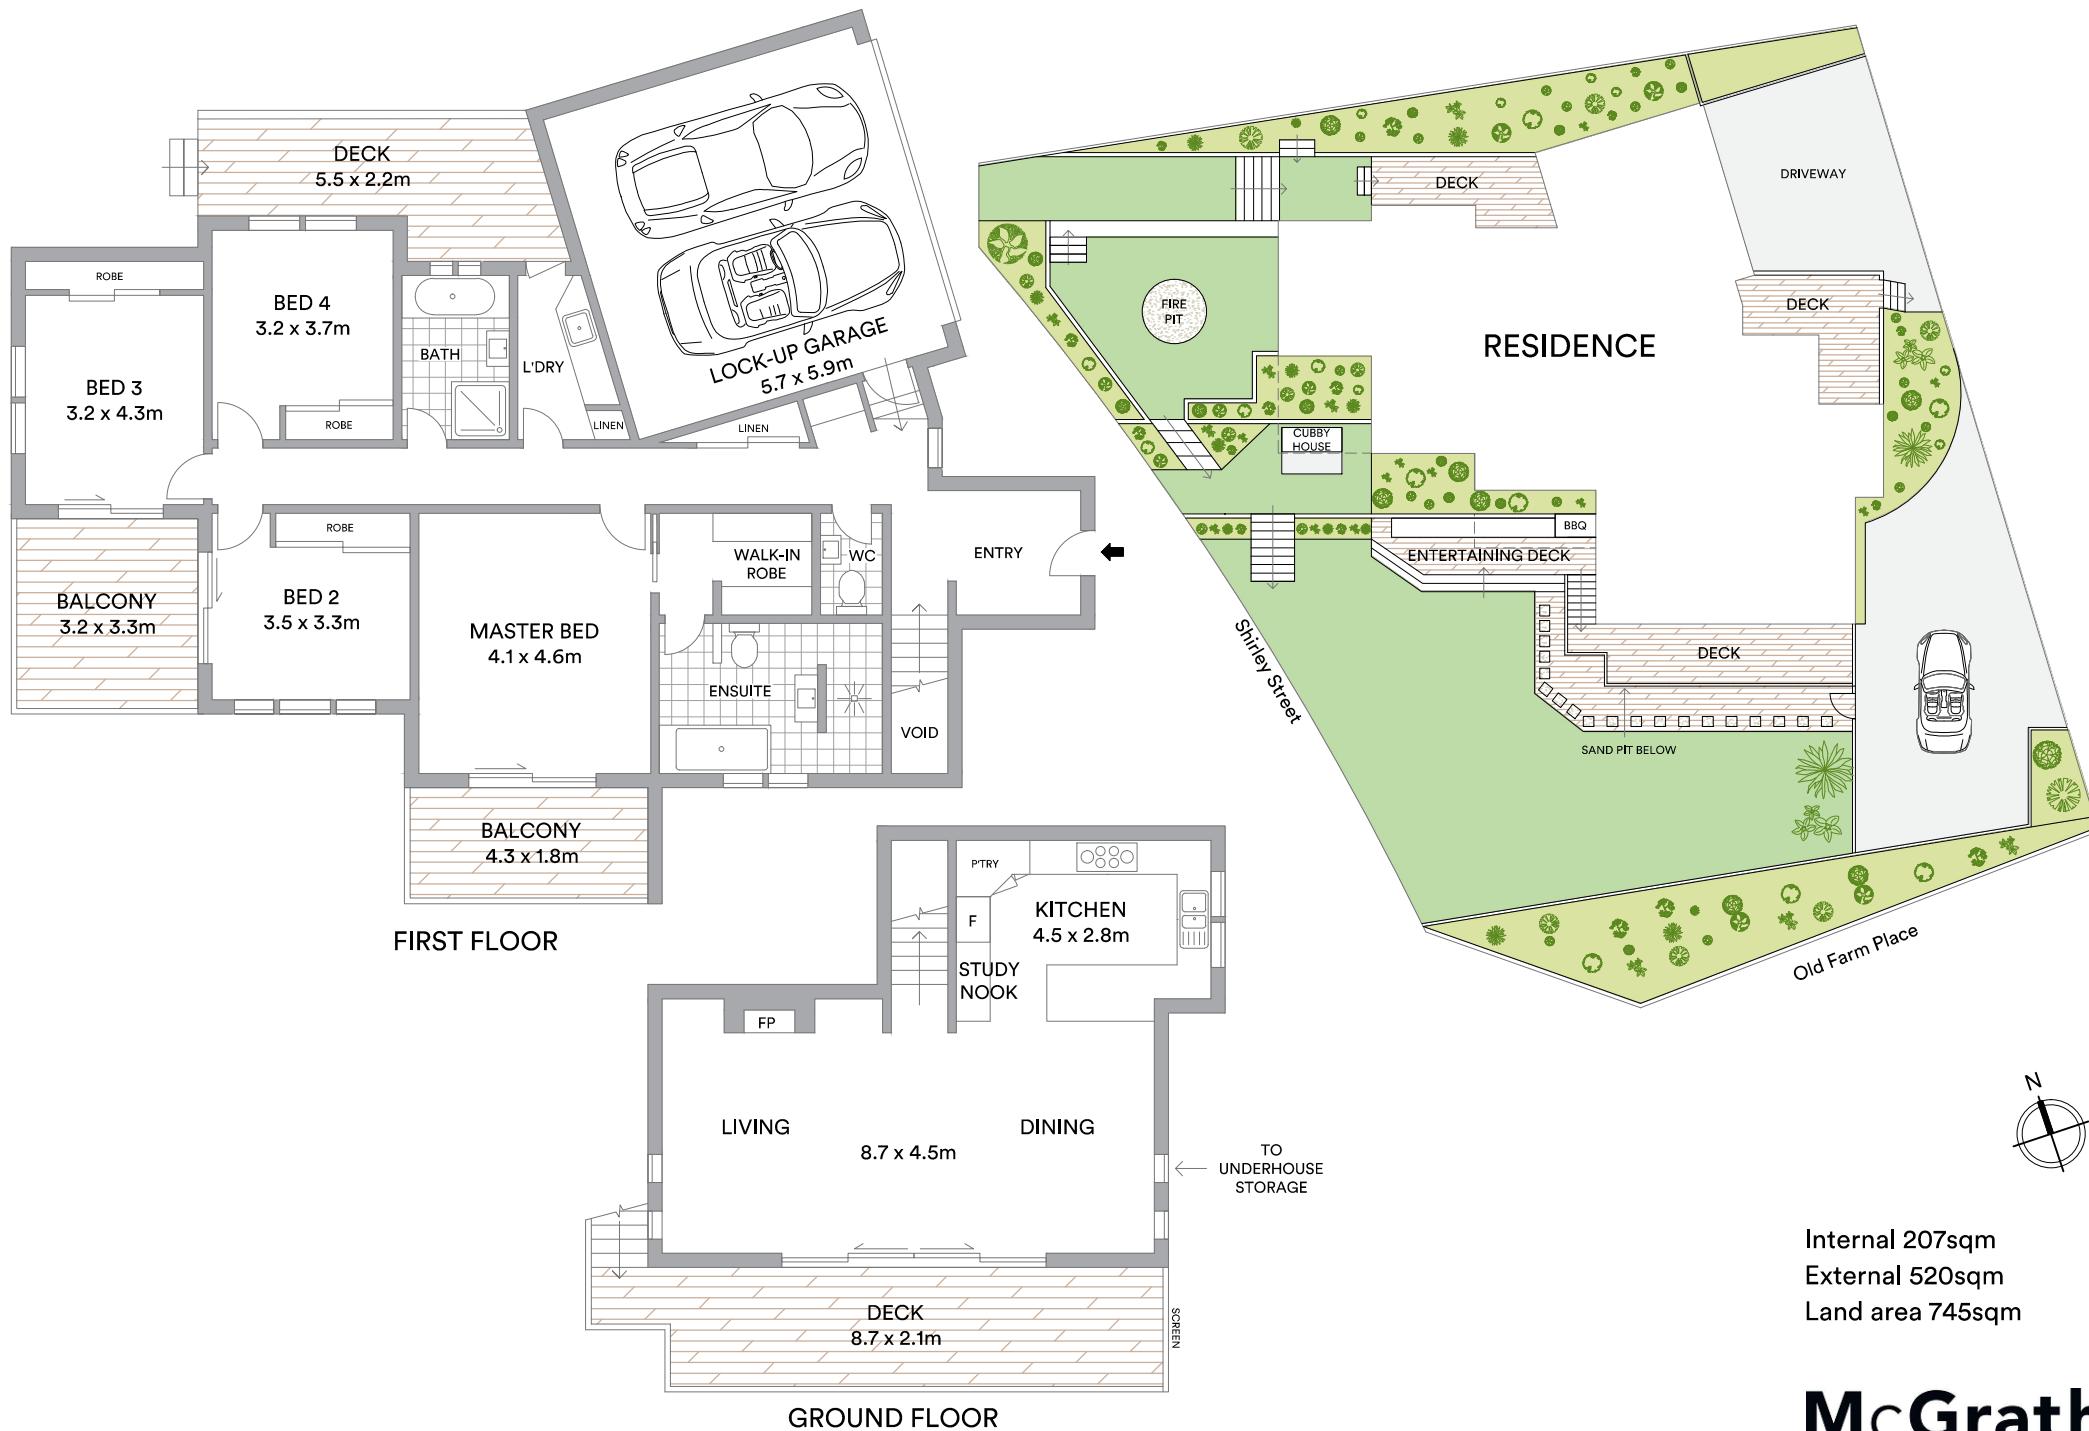 DECK
5.5 x 2.2m
ROBE
BED 4
3.2 x 3.7m
BED 3
3.2 x 4.3m
ROBE
BATH
L'DRY
LINEN
LINEN
LOCK-UP GARAGE
5.7 x 5.9m
ROBE
BED 2
3.5 x 3.3m
BALCONY
3.2 x 3.3m
MASTER BED
4.1 x 4.6m
WALK-IN
ROBE
WC
ENTRY
ENSUITE
VOID
BALCONY
4.3 x 1.8m
FIRST FLOOR
P'TRY
F
KITCHEN
4.5 x 2.8m
STUDY
NOOK
FP
LIVING
DINING
8.7 x 4.5m
TO
UNDERHOUSE
STORAGE
DECK
8.7 x 2.1m
SCREEN
GROUND FLOOR
DECK
DRIVEWAY
FIRE
PIT
DECK
RESIDENCE
CUBBY
HOUSE
BBQ
ENTERTAINING DECK
DECK
SAND PIT BELOW
Shirley Street
Old Farm Place
N
Internal 207sqm
External 520sqm
Land area 745sqm
McGrath